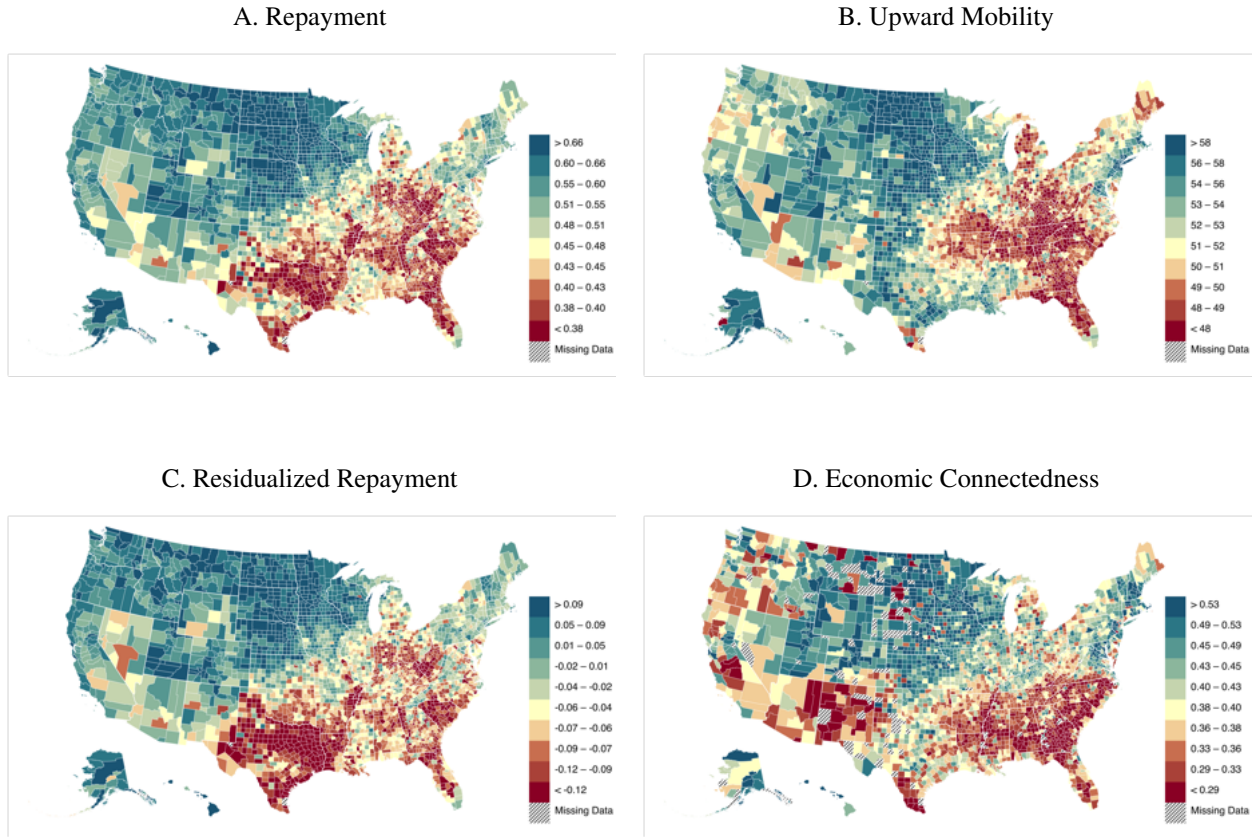 A. Repayment
> 0.66
0.60 – 0.66
0.55 – 0.60
0.51 – 0.55
0.48 – 0.51
0.45 – 0.48
0.43 – 0.45
0.40 – 0.43
0.38 – 0.40
< 0.38
Missing Data
B. Upward Mobility
> 58
56 – 58
54 – 56
53 – 54
52 – 53
51 – 52
50 – 51
49 – 50
48 – 49
< 48
Missing Data
C. Residualized Repayment
> 0.09
0.05 – 0.09
0.01 – 0.05
-0.02 – 0.01
-0.04 – -0.02
-0.06 – -0.04
-0.07 – -0.06
-0.09 – -0.07
-0.12 – -0.09
< -0.12
Missing Data
D. Economic Connectedness
> 0.53
0.49 – 0.53
0.45 – 0.49
0.43 – 0.45
0.40 – 0.43
0.38 – 0.40
0.36 – 0.38
0.33 – 0.36
0.29 – 0.33
< 0.29
Missing Data